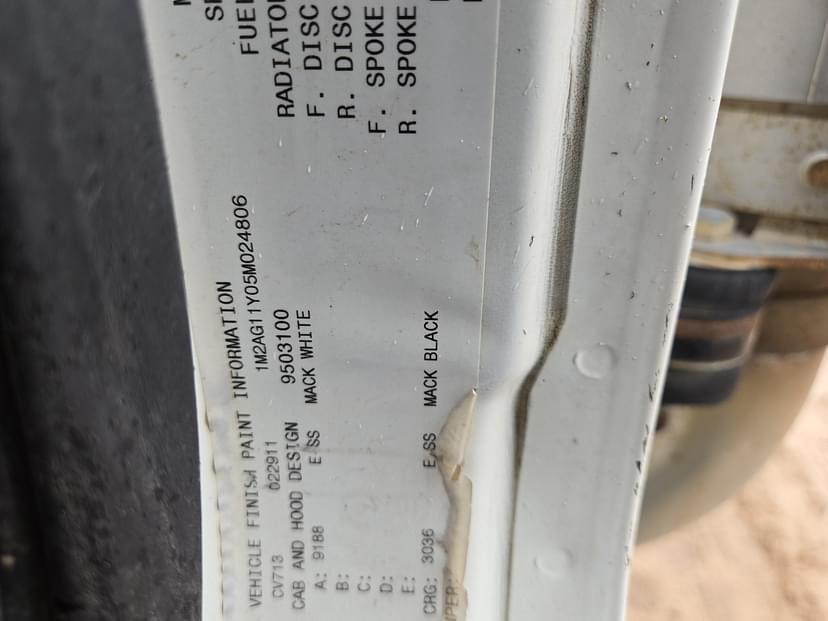 FUEL
RADIATOR
F. DISC
R. DISC
F. SPOKE
R. SPOKE
VEHICLE FINISH PAINT INFORMATION
CV713 022911 1M2AG11Y05M024806
CAB AND HOOD DESIGN 9503100
A: 9188 E SS MACK WHITE
B:
C:
D:
E:
CRG: 3036 E SS MACK BLACK